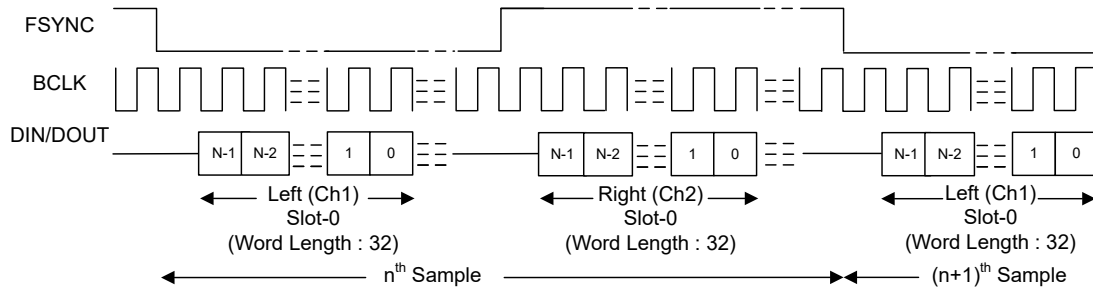 FSYNC
BCLK
DIN/DOUT
N-1 N-2 1 0 N-1 N-2 1 0 N-1 N-2 1 0
Left (Ch1) Right (Ch2) Left (Ch1)
Slot-0 Slot-0 Slot-0
(Word Length : 32) (Word Length : 32) (Word Length : 32)
nth Sample (n+1)th Sample